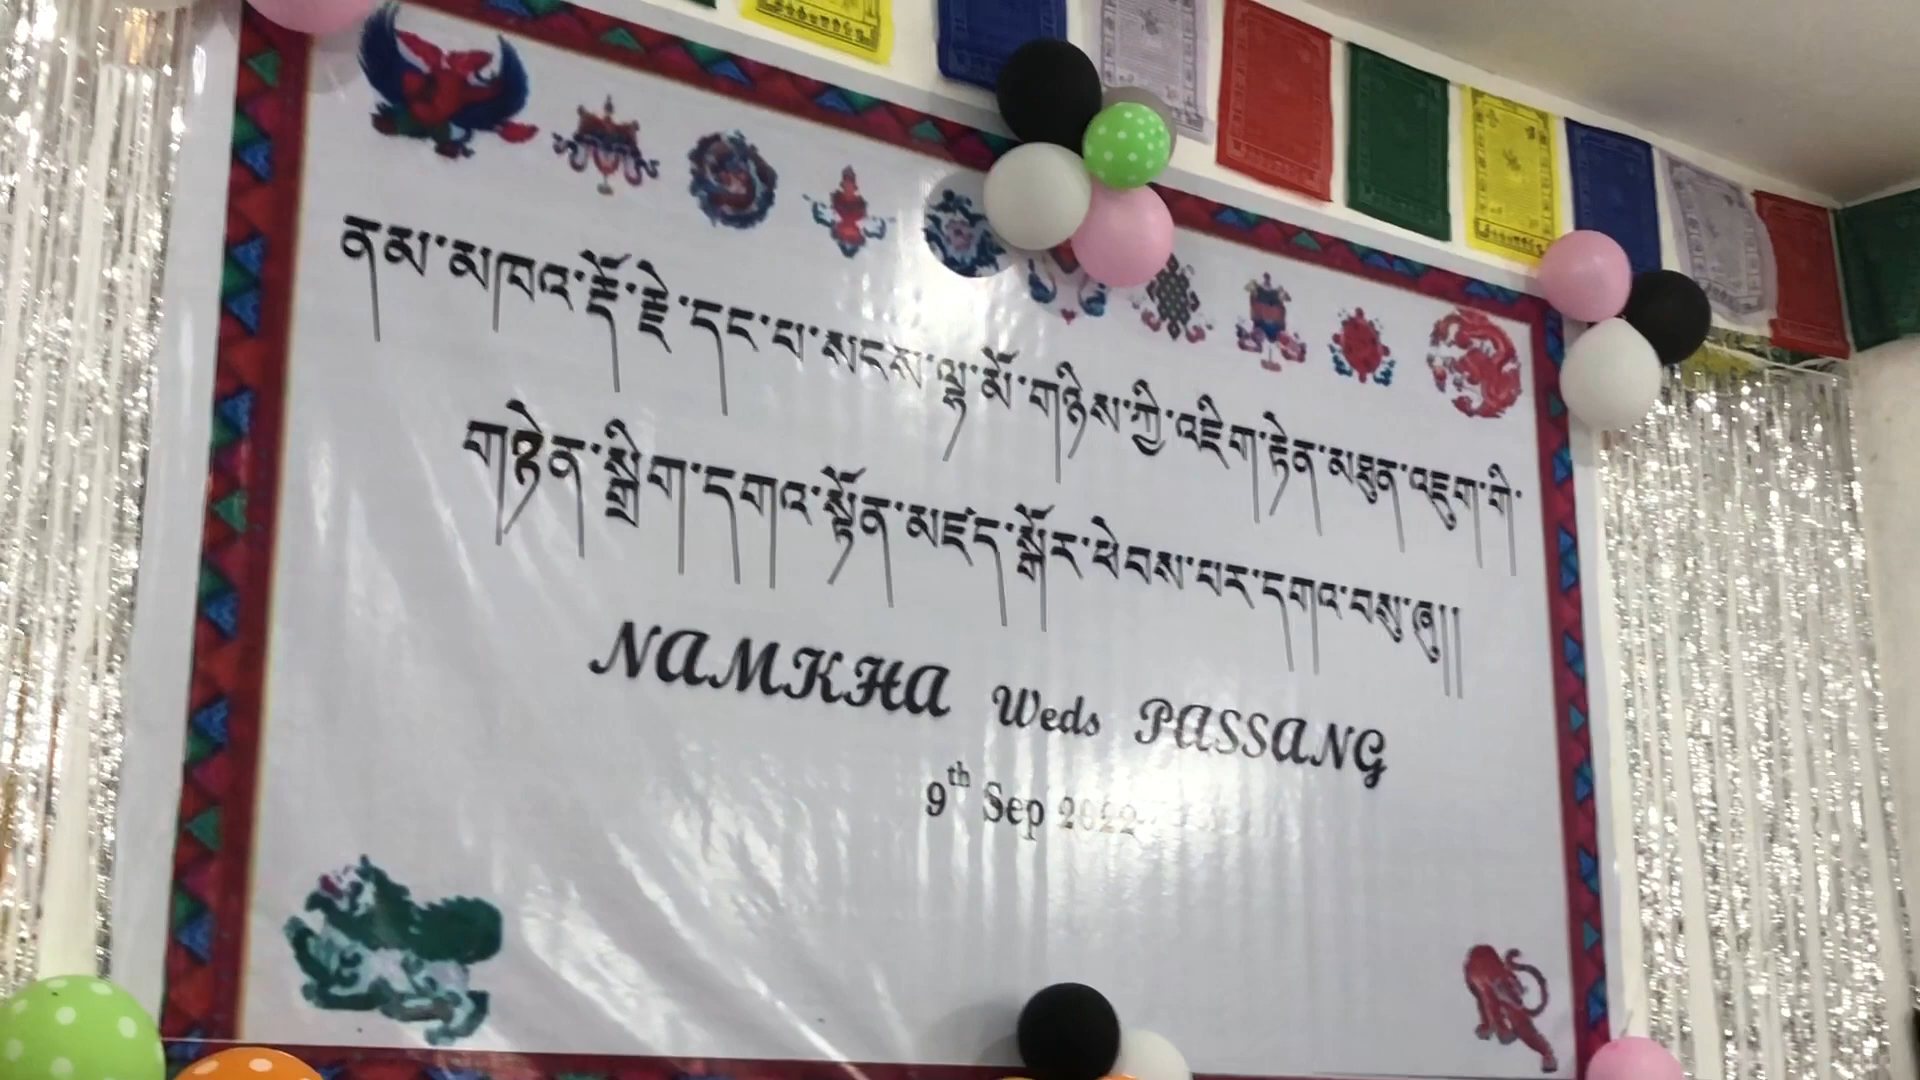 ནམ་མཁའ་རྡོ་རྗེ་དང་པ་སངས་ལྷ་མོ་གཉིས་ཀྱི་འཇིག་རྟེན་མཐུན་འཇུག་གི་
གཉེན་སྒྲིག་དགའ་སྟོན་མཛད་སྒོར་ཕེབས་པར་དགའ་བསུ་ཞུ།།
NAMKHA Weds PASSANG
9th Sep 2022